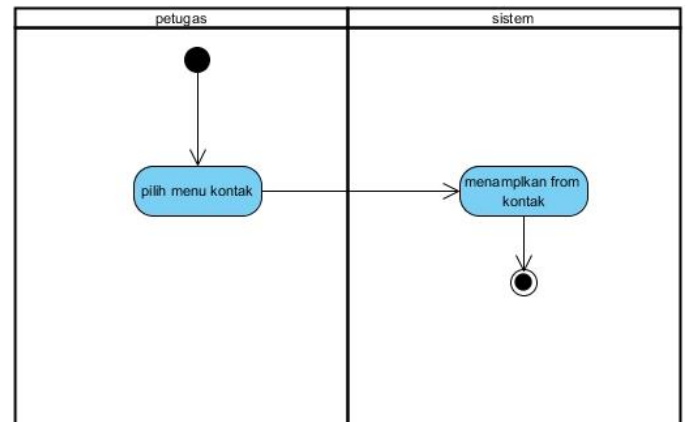 petugas
sistem
pilih menu kontak
menamplkan from
kontak